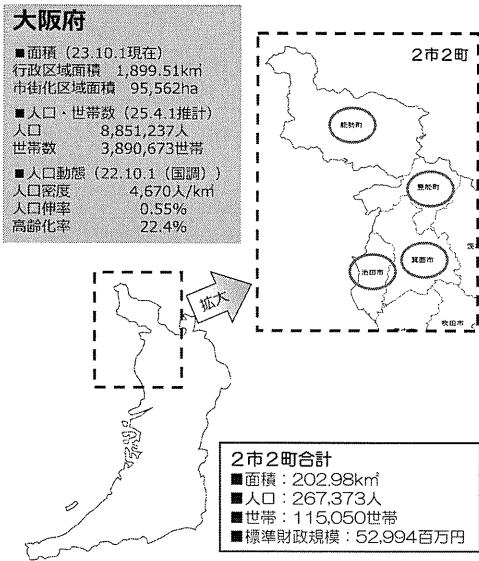 大阪府
■面積（23.10.1現在）
行政区域面積 1,899.51k㎡
市街化区域面積 95,562ha
■人口・世帯数（25.4.1推計）
人口 8,851,237人
世帯数 3,890,673世帯
■人口動態（22.10.1（国調））
人口密度 4,670人/k㎡
人口伸率 0.55%
高齢化率 22.4%
2市2町
能勢町
豊能町
池田市
箕面市
吹田市
拡大
2市2町合計
■面積：202.98k㎡
■人口：267,373人
■世帯：115,050世帯
■標準財政規模：52,994百万円